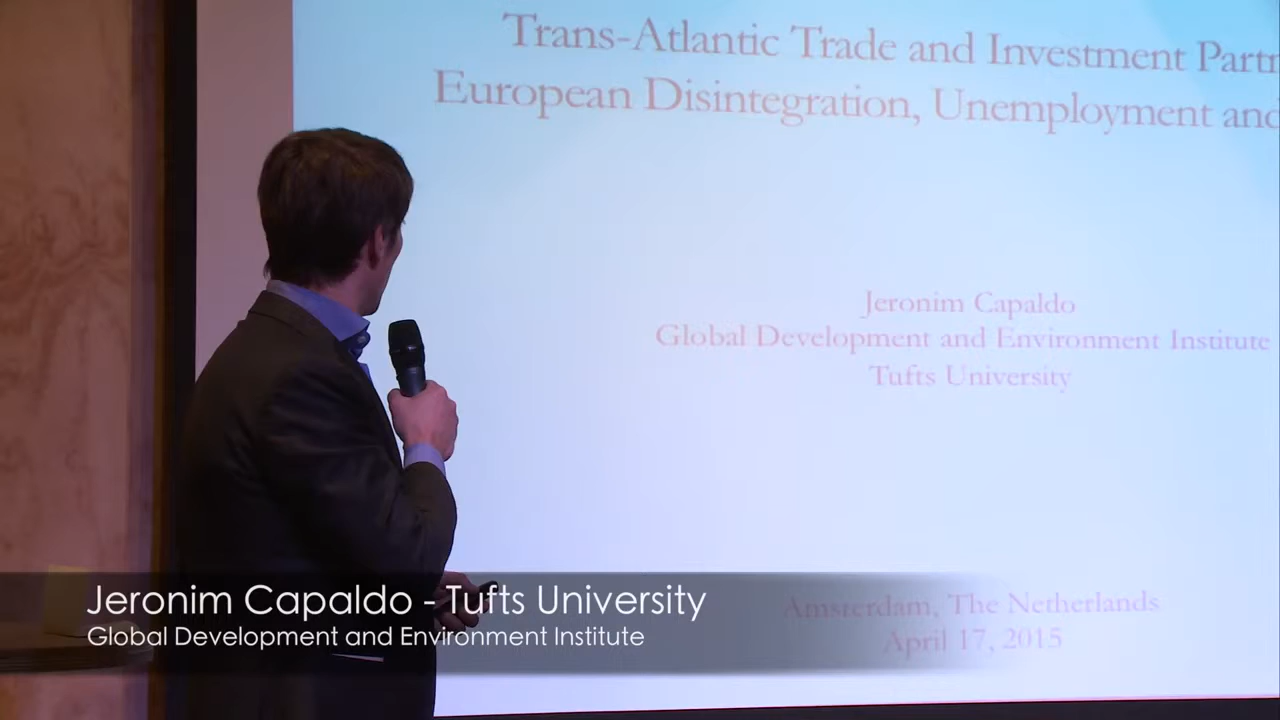 Trans-Atlantic Trade and Investment Partn
European Disintegration, Unemployment and
Jeronim Capaldo
Global Development and Environment Institute
Tufts University
Amsterdam, The Netherlands
April 17, 2015
Jeronim Capaldo - Tufts University
Global Development and Environment Institute